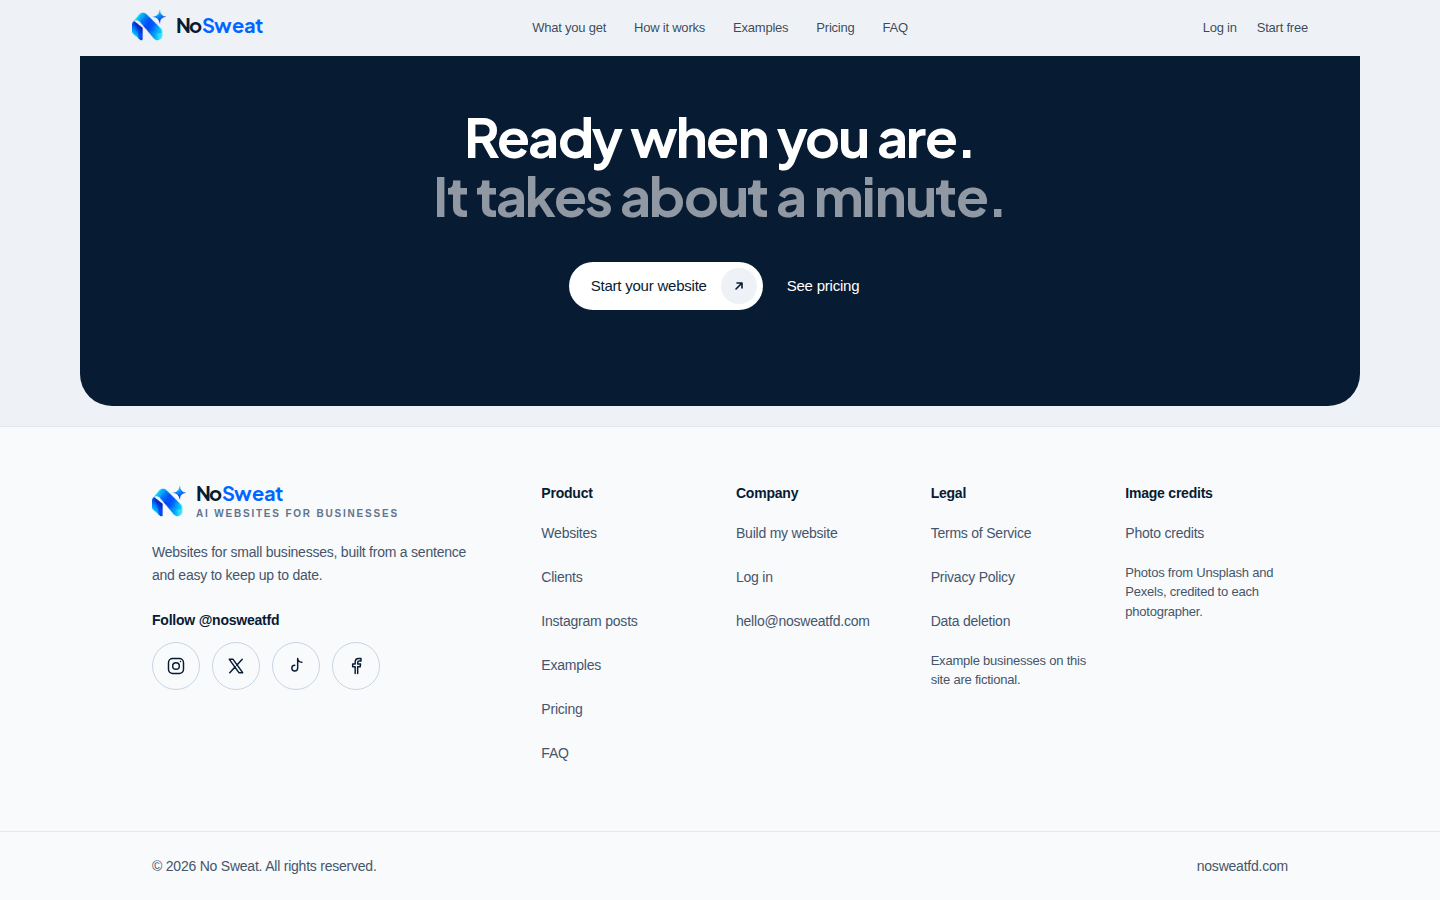 NoSweat
What you get
How it works
Examples
Pricing
FAQ
Log in
Start free
Ready when you are.
It takes about a minute.
Start your website
See pricing
NoSweat
AI WEBSITES FOR BUSINESSES
Websites for small businesses, built from a sentence
and easy to keep up to date.
Follow @nosweatfd
Product
Websites
Clients
Instagram posts
Examples
Pricing
FAQ
Company
Build my website
Log in
hello@nosweatfd.com
Legal
Terms of Service
Privacy Policy
Data deletion
Example businesses on this
site are fictional.
Image credits
Photo credits
Photos from Unsplash and
Pexels, credited to each
photographer.
© 2026 No Sweat. All rights reserved.
nosweatfd.com